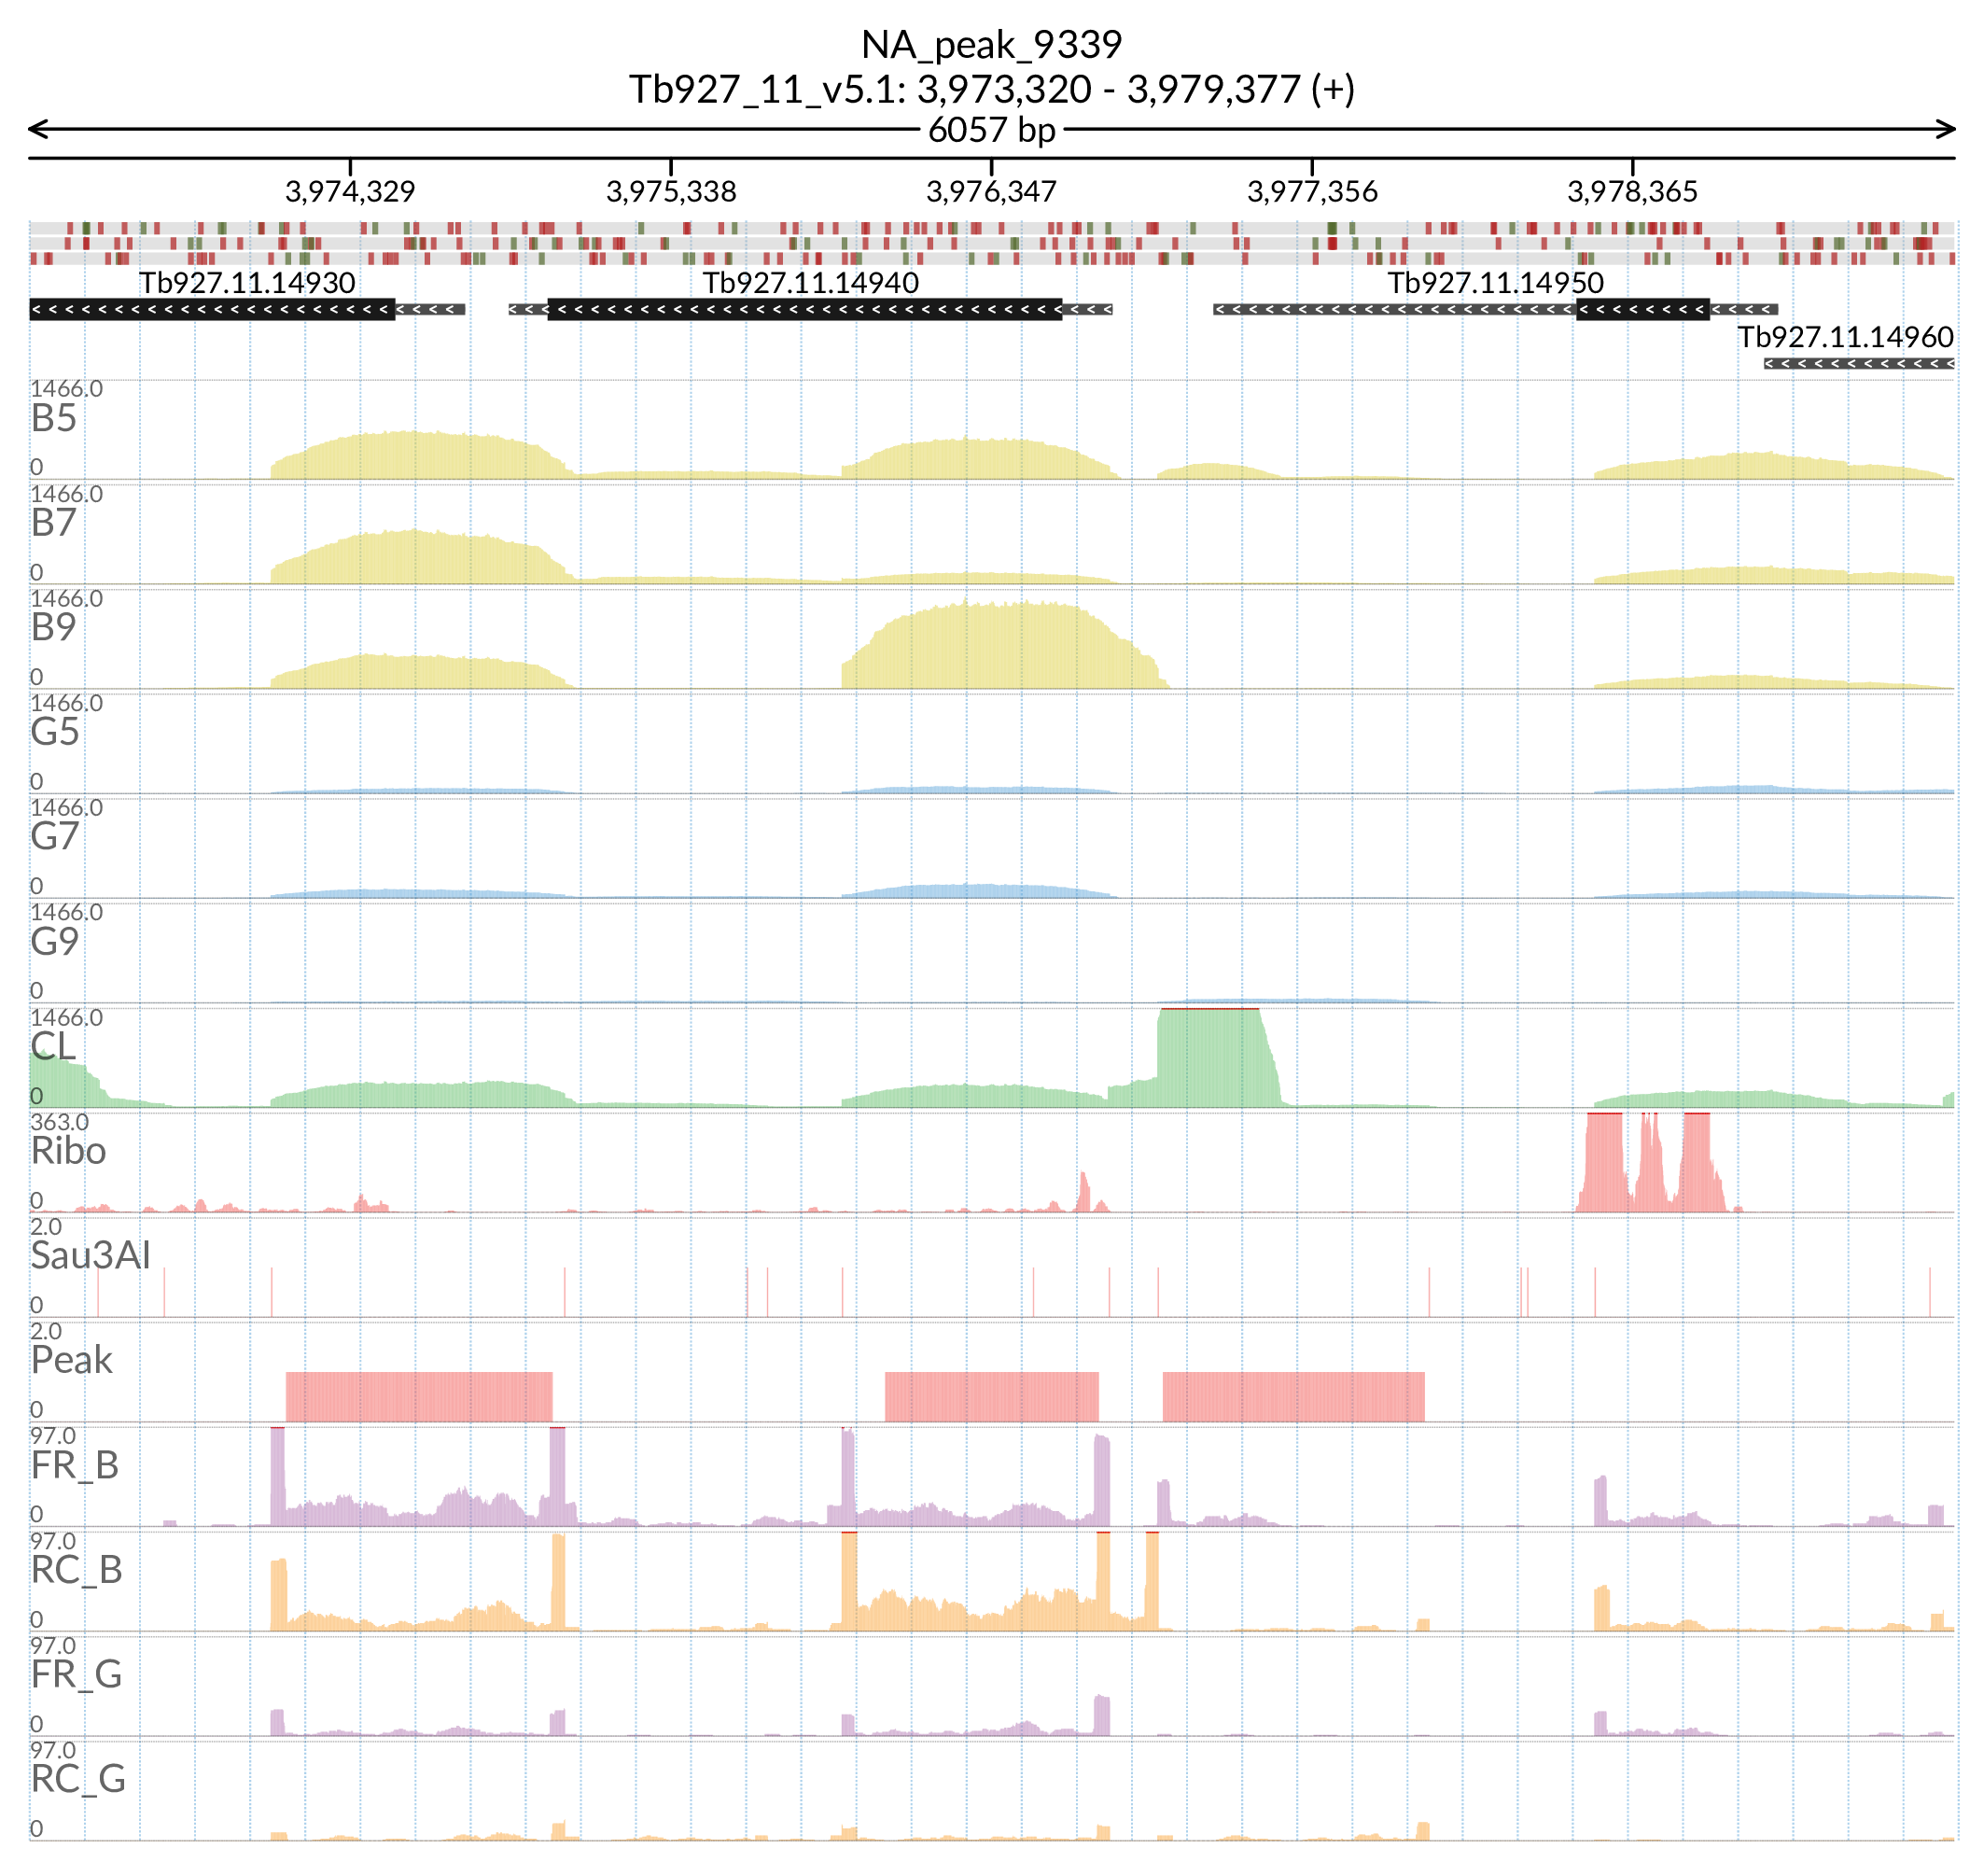 NA_peak_9339
Tb927_11_v5.1: 3,973,320 - 3,979,377 (+)
6057 bp
3,974,329 3,975,338 3,976,347 3,977,356 3,978,365
Tb927.11.14930 Tb927.11.14940 Tb927.11.14950
Tb927.11.14960
1466.0
B5
0
1466.0
B7
0
1466.0
B9
0
1466.0
G5
0
1466.0
G7
0
1466.0
G9
0
1466.0
CL
0
363.0
Ribo
0
2.0
Sau3AI
0
2.0
Peak
0
97.0
FR_B
0
97.0
RC_B
0
97.0
FR_G
0
97.0
RC_G
0